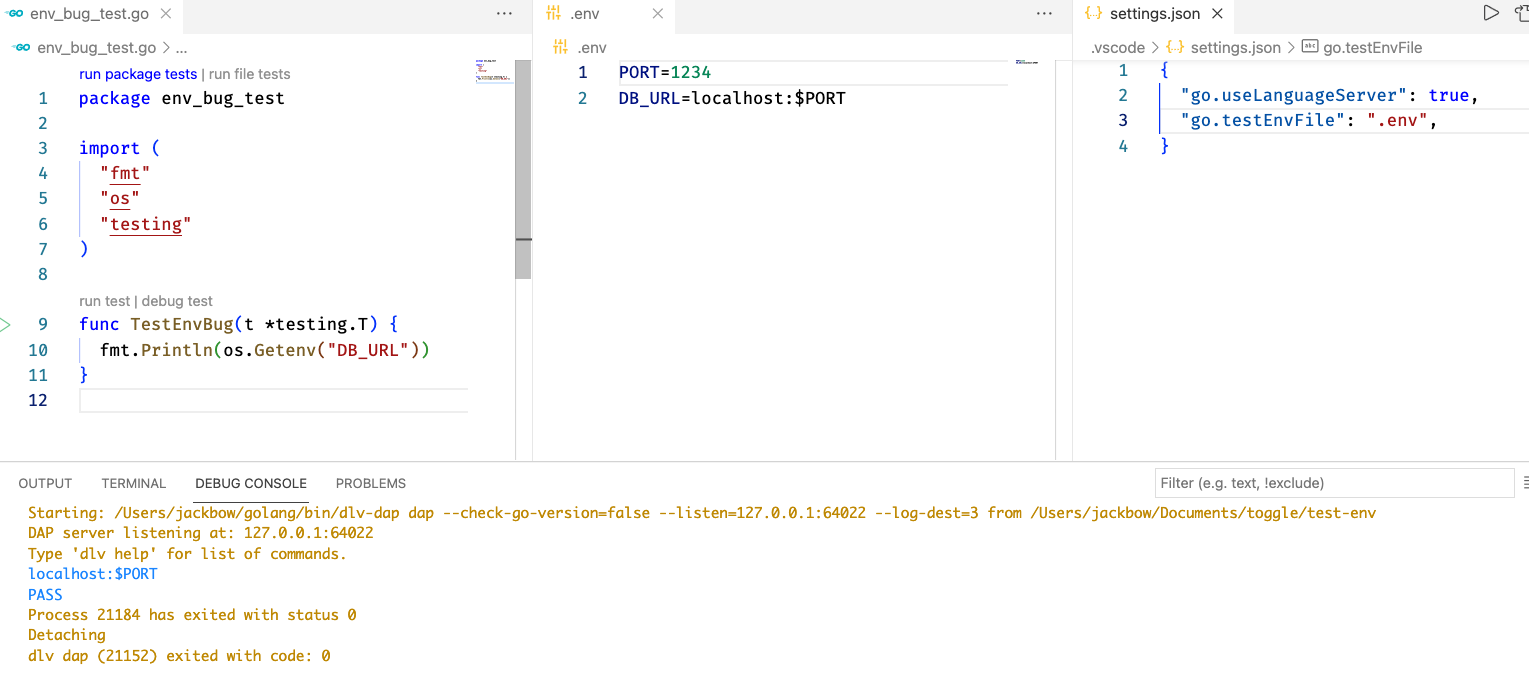 GO env_bug_test.go
GO env_bug_test.go > ...
run package tests | run file tests
1 package env_bug_test
2
3 import (
4 "fmt"
5 "os"
6 "testing"
7 )
8
run test | debug test
9 func TestEnvBug(t *testing.T) {
10 fmt.Println(os.Getenv("DB_URL"))
11 }
12
.env
.env
1 PORT=1234
2 DB_URL=localhost:$PORT
{..} settings.json
.vscode > {..} settings.json > abc go.testEnvFile
1 {
2 "go.useLanguageServer": true,
3 "go.testEnvFile": ".env",
4 }
OUTPUT TERMINAL DEBUG CONSOLE PROBLEMS Filter (e.g. text, !exclude)
Starting: /Users/jackbow/golang/bin/dlv-dap dap --check-go-version=false --listen=127.0.0.1:64022 --log-dest=3 from /Users/jackbow/Documents/toggle/test-env
DAP server listening at: 127.0.0.1:64022
Type 'dlv help' for list of commands.
localhost:$PORT
PASS
Process 21184 has exited with status 0
Detaching
dlv dap (21152) exited with code: 0